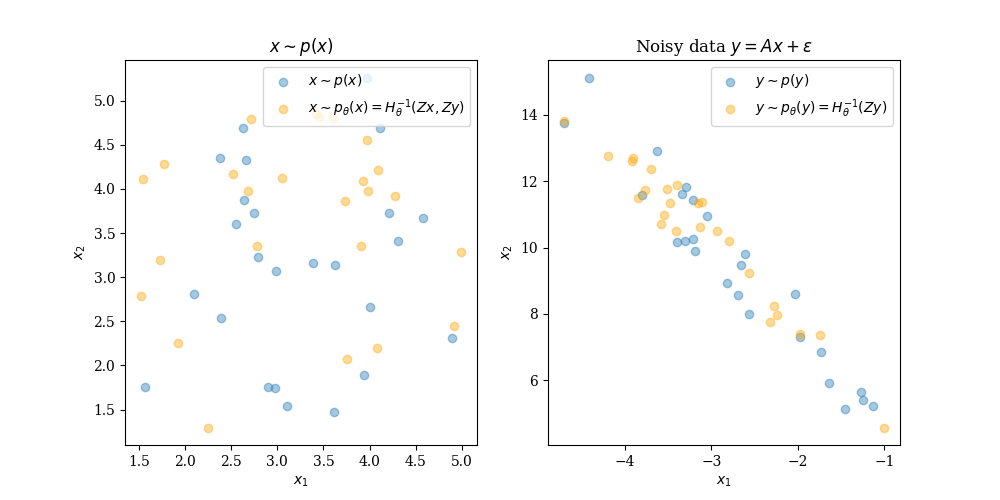 x ~ p(x)
x ~ p(x)
x ~ p_θ(x) = H_θ^{-1}(Zx, Zy)
5.0
4.5
4.0
3.5
3.0
2.5
2.0
1.5
x_2
1.5 2.0 2.5 3.0 3.5 4.0 4.5 5.0
x_1
Noisy data y = Ax + ε
y ~ p(y)
y ~ p_θ(y) = H_θ^{-1}(Zy)
14
12
10
8
6
x_2
−4 −3 −2 −1
x_1